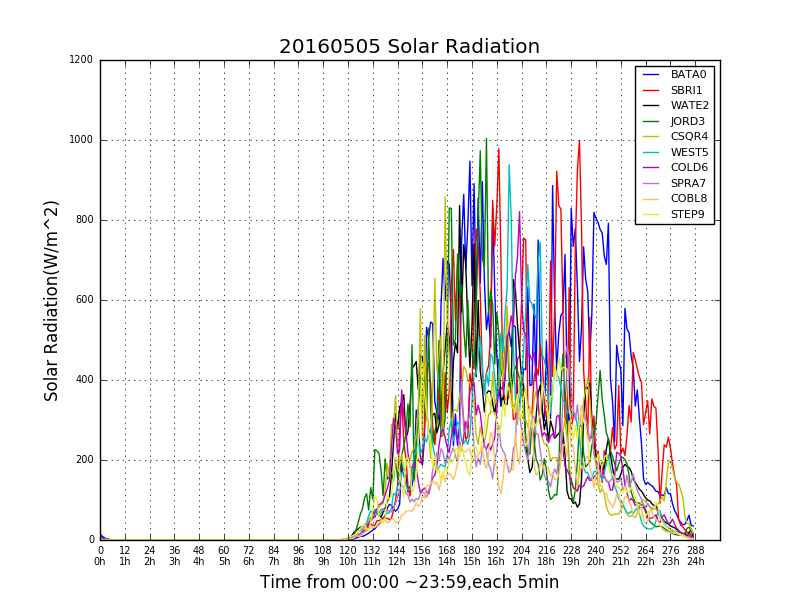 20160505 Solar Radiation
Solar Radiation(W/m^2)
1200
1000
800
600
400
200
0
BATA0
SBRI1
WATE2
JORD3
CSQR4
WEST5
COLD6
SPRA7
COBL8
STEP9
0 12 24 36 48 60 72 84 96 108 120 132 144 156 168 180 192 204 216 228 240 252 264 276 288
0h 1h 2h 3h 4h 5h 6h 7h 8h 9h 10h 11h 12h 13h 14h 15h 16h 17h 18h 19h 20h 21h 22h 23h 24h
Time from 00:00 ~23:59,each 5min